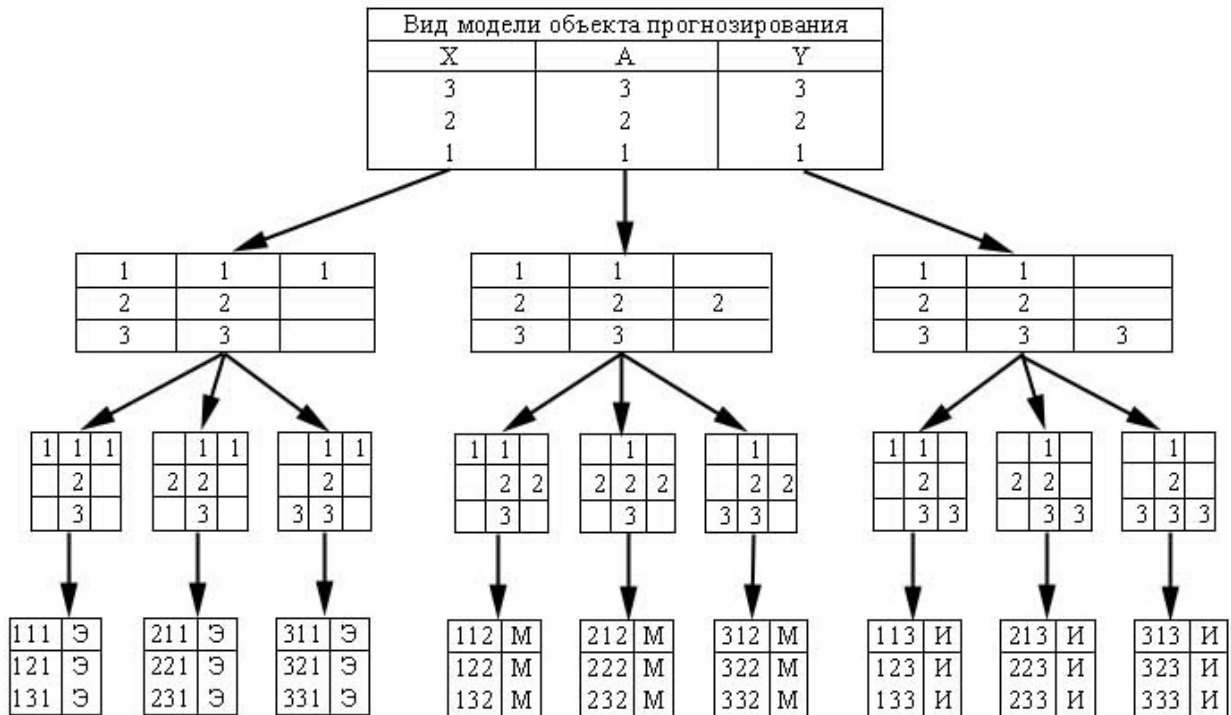 Вид модели объекта прогнозирования
X A Y
3 3 3
2 2 2
1 1 1
1 1 1 1 1 1 1
2 2 2 2 2 2 2
3 3 3 3 3 3 3
1 1 1 1 1 1 1 1 1 1 1 1 1 1 1
2 2 2 2 2 2 2 2 2 2 2 2 2 2 2
3 3 3 3 3 3 3 3 3 3 3 3 3 3 3
111 Э 211 Э 311 Э 112 М 212 М 312 М 113 И 213 И 313 И
121 Э 221 Э 321 Э 122 М 222 М 322 М 123 И 223 И 323 И
131 Э 231 Э 331 Э 132 М 232 М 332 М 133 И 233 И 333 И